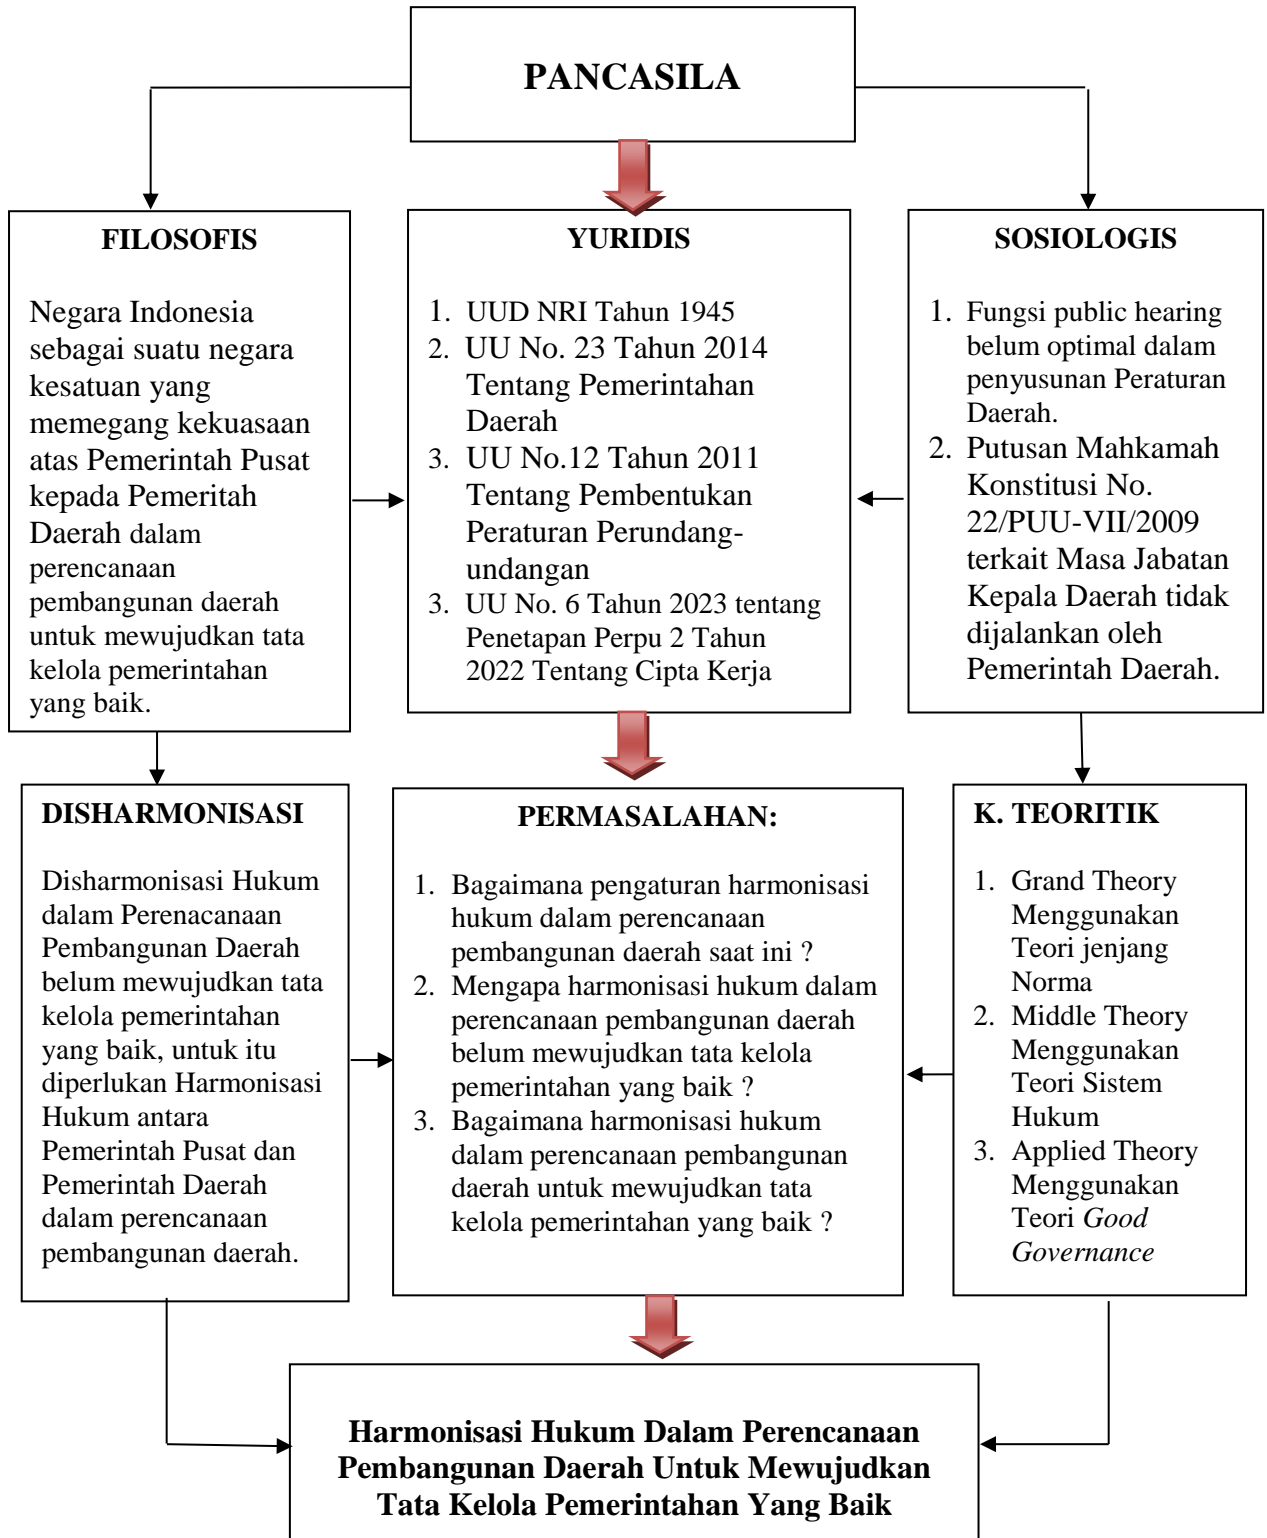 PANCASILA
FILOSOFIS
Negara Indonesia
sebagai suatu negara
kesatuan yang
memegang kekuasaan
atas Pemerintah Pusat
kepada Pemeritah
Daerah dalam
perencanaan
pembangunan daerah
untuk mewujudkan tata
kelola pemerintahan
yang baik.
YURIDIS
1. UUD NRI Tahun 1945
2. UU No. 23 Tahun 2014
Tentang Pemerintahan
Daerah
3. UU No.12 Tahun 2011
Tentang Pembentukan
Peraturan Perundang-
undangan
3. UU No. 6 Tahun 2023 tentang
Penetapan Perpu 2 Tahun
2022 Tentang Cipta Kerja
SOSIOLOGIS
1. Fungsi public hearing
belum optimal dalam
penyusunan Peraturan
Daerah.
2. Putusan Mahkamah
Konstitusi No.
22/PUU-VII/2009
terkait Masa Jabatan
Kepala Daerah tidak
dijalankan oleh
Pemerintah Daerah.
DISHARMONISASI
Disharmonisasi Hukum
dalam Perenacanaan
Pembangunan Daerah
belum mewujudkan tata
kelola pemerintahan
yang baik, untuk itu
diperlukan Harmonisasi
Hukum antara
Pemerintah Pusat dan
Pemerintah Daerah
dalam perencanaan
pembangunan daerah.
PERMASALAHAN:
1. Bagaimana pengaturan harmonisasi
hukum dalam perencanaan
pembangunan daerah saat ini ?
2. Mengapa harmonisasi hukum dalam
perencanaan pembangunan daerah
belum mewujudkan tata kelola
pemerintahan yang baik ?
3. Bagaimana harmonisasi hukum
dalam perencanaan pembangunan
daerah untuk mewujudkan tata
kelola pemerintahan yang baik ?
K. TEORITIK
1. Grand Theory
Menggunakan
Teori jenjang
Norma
2. Middle Theory
Menggunakan
Teori Sistem
Hukum
3. Applied Theory
Menggunakan
Teori Good
Governance
Harmonisasi Hukum Dalam Perencanaan
Pembangunan Daerah Untuk Mewujudkan
Tata Kelola Pemerintahan Yang Baik